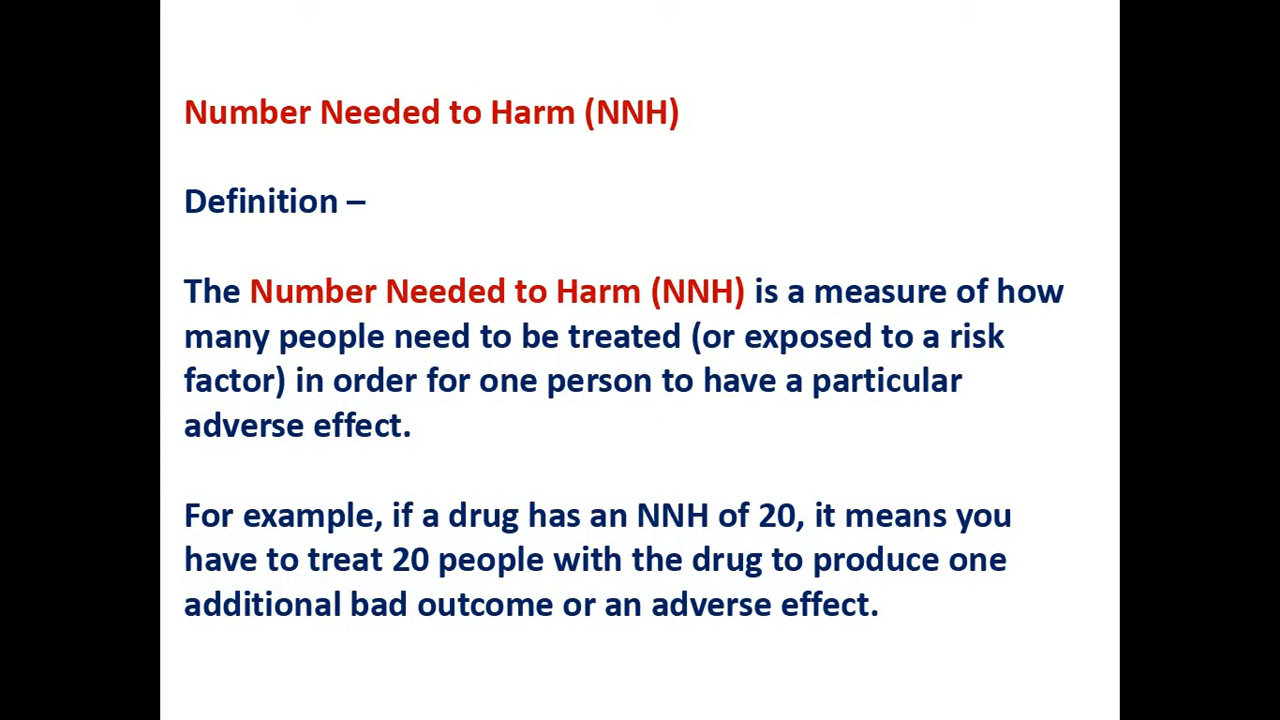 Number Needed to Harm (NNH)
Definition –
The Number Needed to Harm (NNH) is a measure of how
many people need to be treated (or exposed to a risk
factor) in order for one person to have a particular
adverse effect.
For example, if a drug has an NNH of 20, it means you
have to treat 20 people with the drug to produce one
additional bad outcome or an adverse effect.